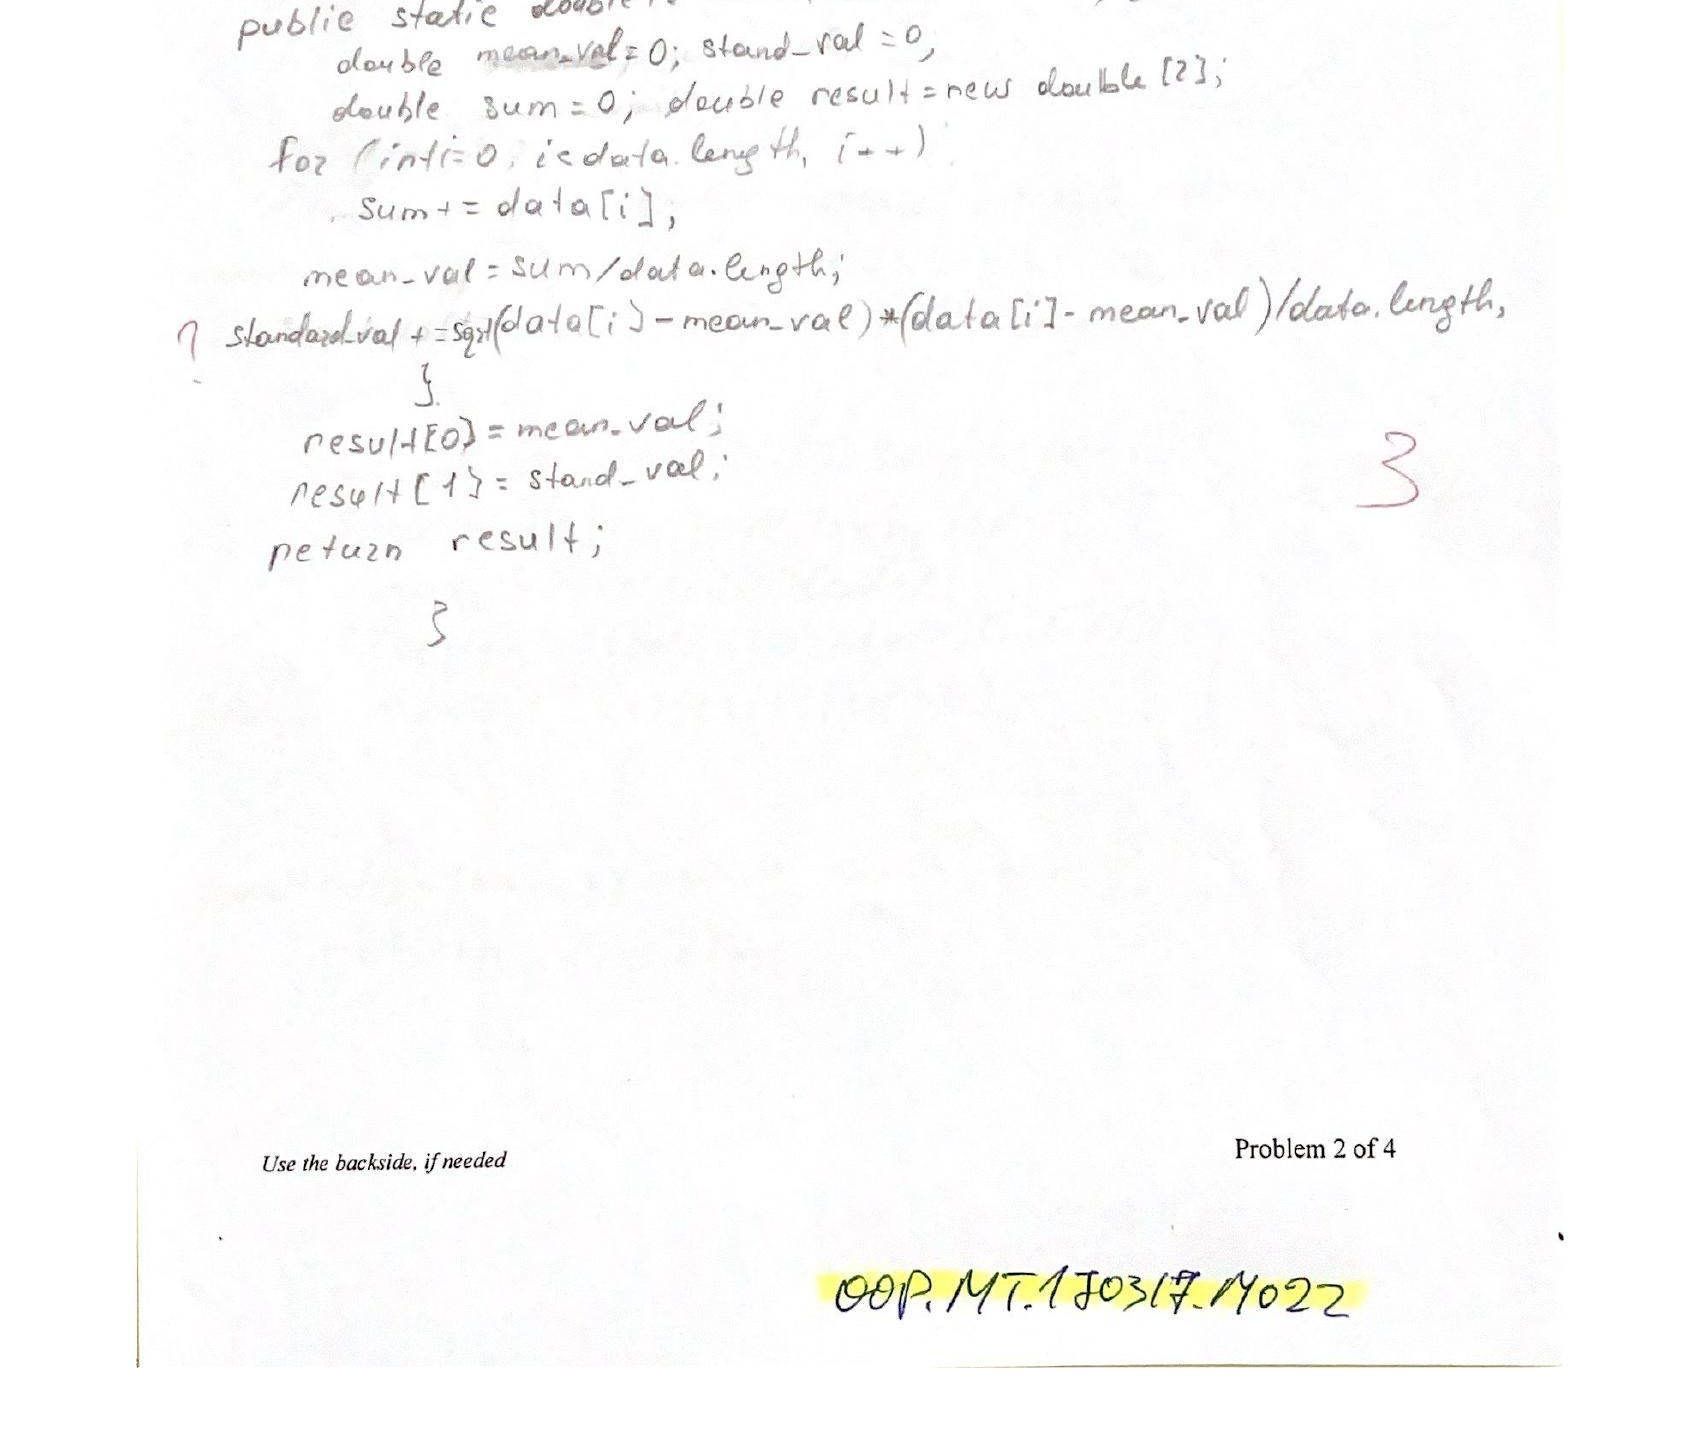 public static double
double mean_val = 0; stand_val = 0,
double sum = 0; double result = new double [2];
for (int i = 0, i < data.length, i++)
sum += data[i],
mean_val = sum/data.length;
? standard_val += sqrt(data[i] - mean_val) * (data[i] - mean_val)/data.length,
}
result[0] = mean_val;
result[1] = stand_val;
3
return result;
}
Use the backside, if needed
Problem 2 of 4
OOP.MT.170317.M022